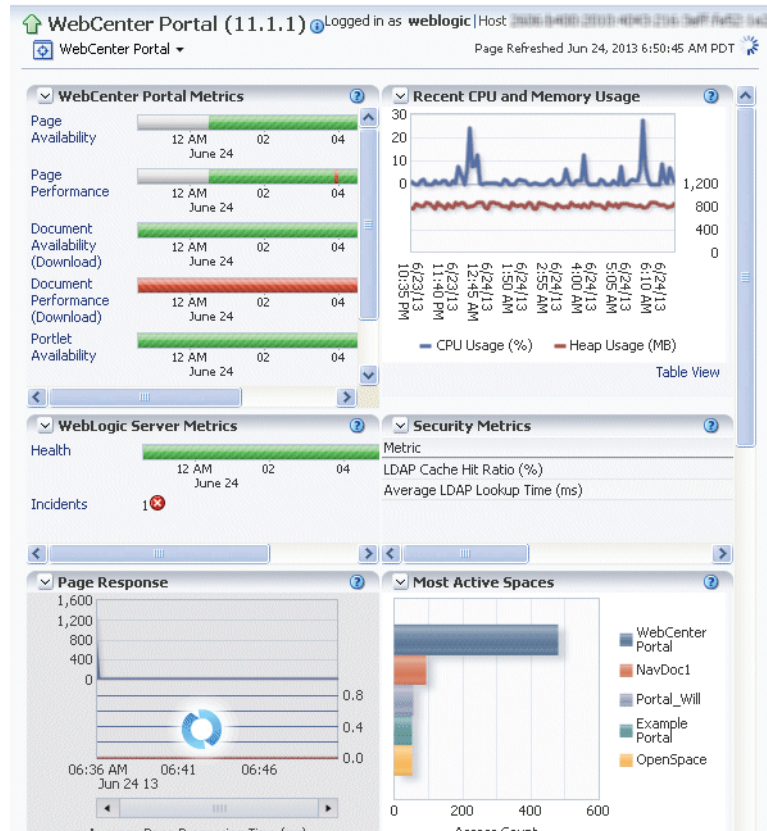 WebCenter Portal (11.1.1) Logged in as weblogic|Host
WebCenter Portal
Page Refreshed Jun 24, 2013 6:50:45 AM PDT
WebCenter Portal Metrics
Page Availability
12 AM 02 04
June 24
Page Performance
12 AM 02 04
June 24
Document Availability (Download)
12 AM 02 04
June 24
Document Performance (Download)
12 AM 02 04
June 24
Portlet Availability
12 AM 02 04
June 24
Recent CPU and Memory Usage
30
20
10
0
1,200
800
400
0
6/23/13 10:35 PM
6/23/13 11:40 PM
6/24/13 12:45 AM
6/24/13 1:50 AM
6/24/13 2:55 AM
6/24/13 4:00 AM
6/24/13 5:05 AM
6/24/13 6:10 AM
CPU Usage (%) Heap Usage (MB)
Table View
WebLogic Server Metrics
Health
12 AM 02 04
June 24
Incidents 1
Security Metrics
Metric
LDAP Cache Hit Ratio (%)
Average LDAP Lookup Time (ms)
Page Response
1,600
1,200
800
400
0
0.8
0.4
0.0
06:36 AM 06:41 06:46
Jun 24 13
Most Active Spaces
WebCenter Portal
NavDoc1
Portal_Will
Example Portal
OpenSpace
0 200 400 600
Access Count